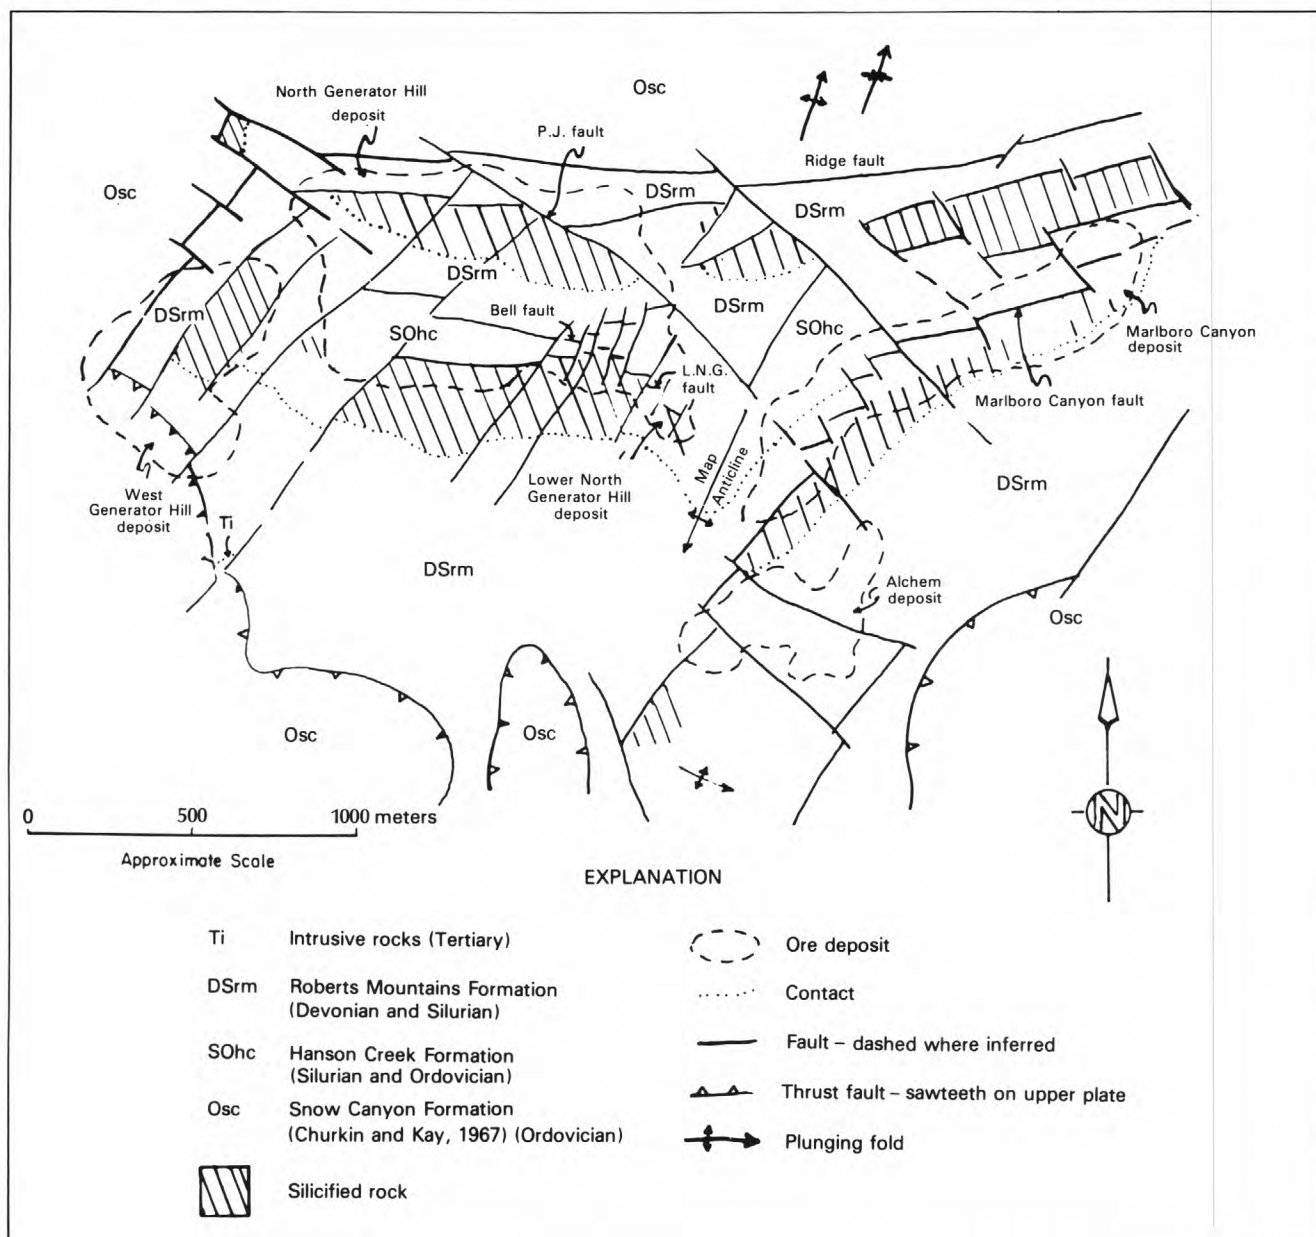 North Generator Hill
deposit
Osc
P.J. fault
Ridge fault
Osc
DSrm
DSrm
DSrm
DSrm
Bell fault
DSrm
SOhc
SOhc
Marlboro Canyon
deposit
L.N.G.
fault
Marlboro Canyon fault
Map
Anticline
West
Generator Hill
deposit
Lower North
Generator Hill
deposit
DSrm
Ti
DSrm
Alchem
deposit
Osc
Osc
Osc
0 500 1000 meters
Approximate Scale
N
EXPLANATION
Ti Intrusive rocks (Tertiary)
DSrm Roberts Mountains Formation
(Devonian and Silurian)
SOhc Hanson Creek Formation
(Silurian and Ordovician)
Osc Snow Canyon Formation
(Churkin and Kay, 1967) (Ordovician)
Silicified rock
Ore deposit
Contact
Fault – dashed where inferred
Thrust fault – sawteeth on upper plate
Plunging fold